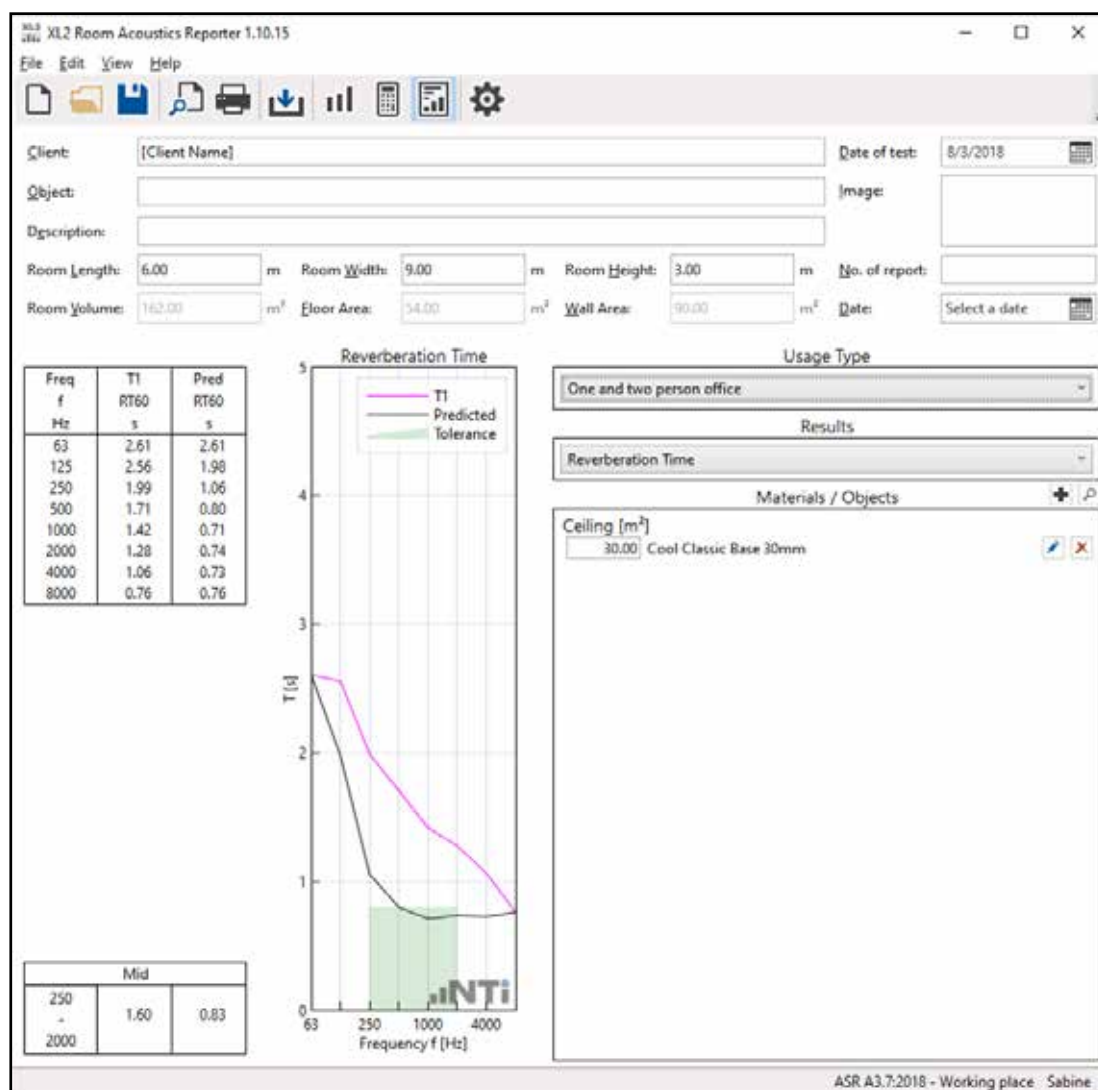 XL2 Room Acoustics Reporter 1.10.15
File Edit View Help
Client: [Client Name] Date of test: 8/3/2018
Object: Image:
Description:
Room Length: 6.00 m Room Width: 9.00 m Room Height: 3.00 m No. of report:
Room Volume: 162.00 m³ Floor Area: 54.00 m² Wall Area: 90.00 m² Date: Select a date
Freq T1 Pred
f RT60 RT60
Hz s s
63 2.61 2.61
125 2.56 1.98
250 1.99 1.06
500 1.71 0.80
1000 1.42 0.71
2000 1.28 0.74
4000 1.06 0.73
8000 0.76 0.76
Mid
250
- 1.60 0.83
2000
Reverberation Time
T1
Predicted
Tolerance
5
4
3
2
1
0
T [s]
NTi
63 250 1000 4000
Frequency f [Hz]
Usage Type
One and two person office
Results
Reverberation Time
Materials / Objects
Ceiling [m²]
30.00 Cool Classic Base 30mm
ASR A3.7:2018 - Working place Sabine